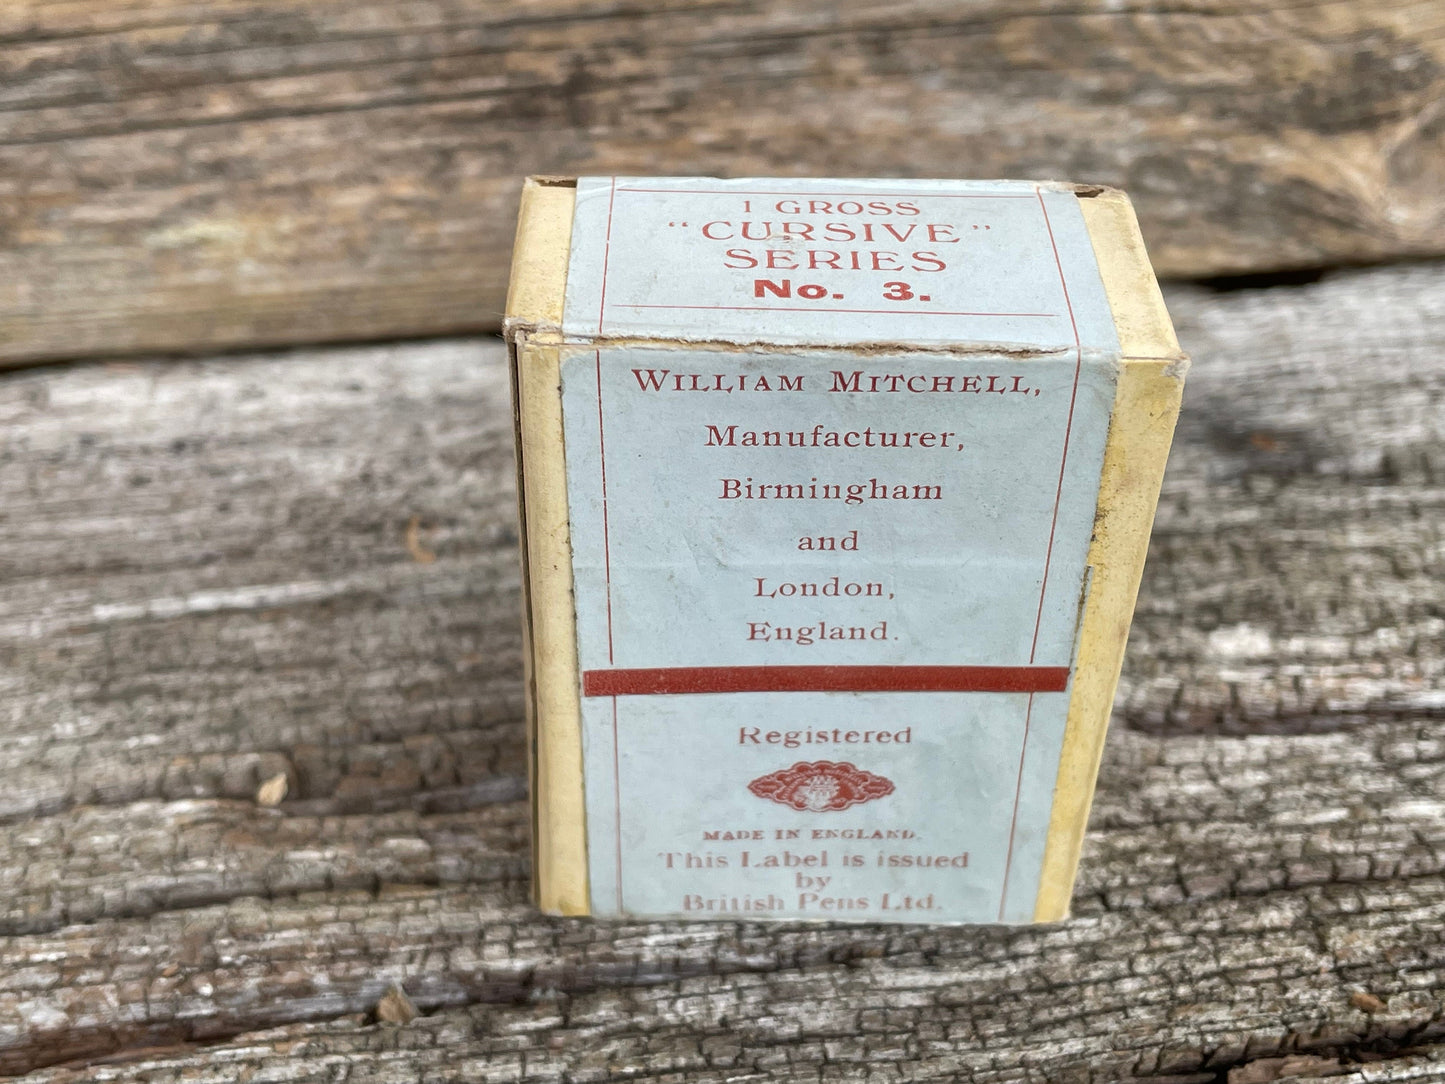 1 GROSS
“CURSIVE”
SERIES
No. 3.
WILLIAM MITCHELL,
Manufacturer,
Birmingham
and
London,
England.
Registered
MADE IN ENGLAND.
This Label is issued
by
British Pens Ltd.